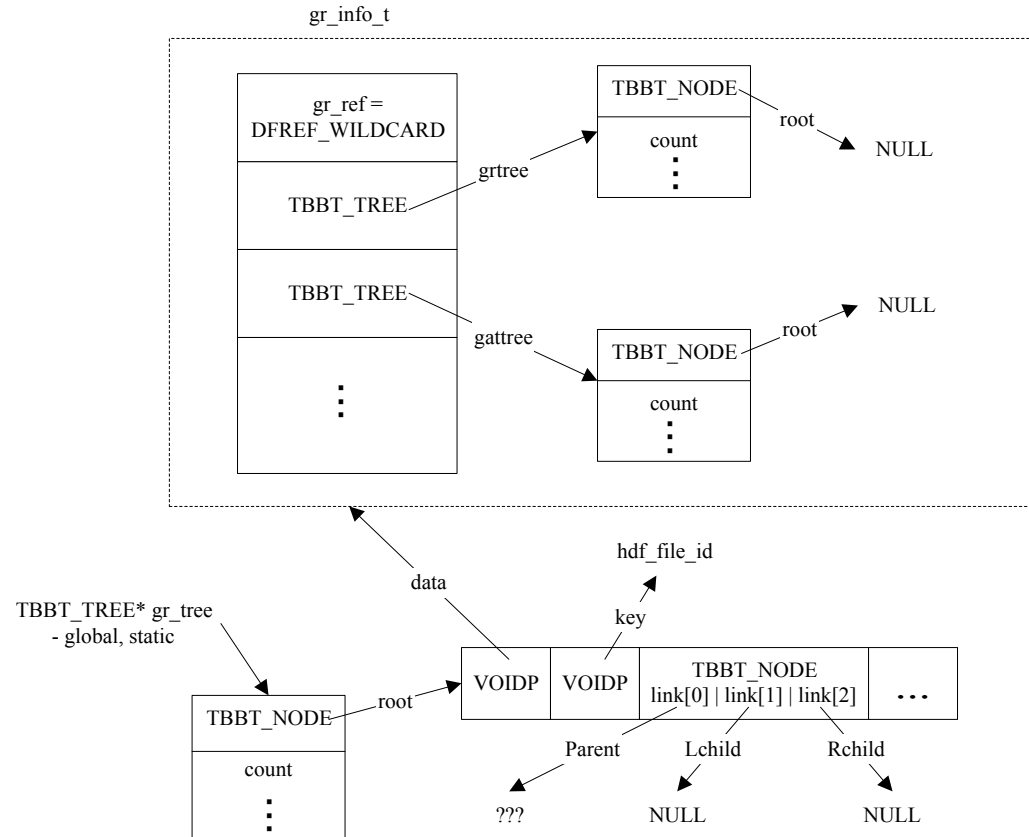 gr_info_t
gr_ref =
DFREF_WILDCARD
TBBT_TREE
TBBT_TREE
grtree
gattree
TBBT_NODE
count
root
NULL
TBBT_NODE
count
root
NULL
data
hdf_file_id
key
TBBT_TREE* gr_tree
- global, static
TBBT_NODE
count
root
VOIDP
VOIDP
TBBT_NODE
link[0] | link[1] | link[2]
...
Parent
Lchild
Rchild
???
NULL
NULL